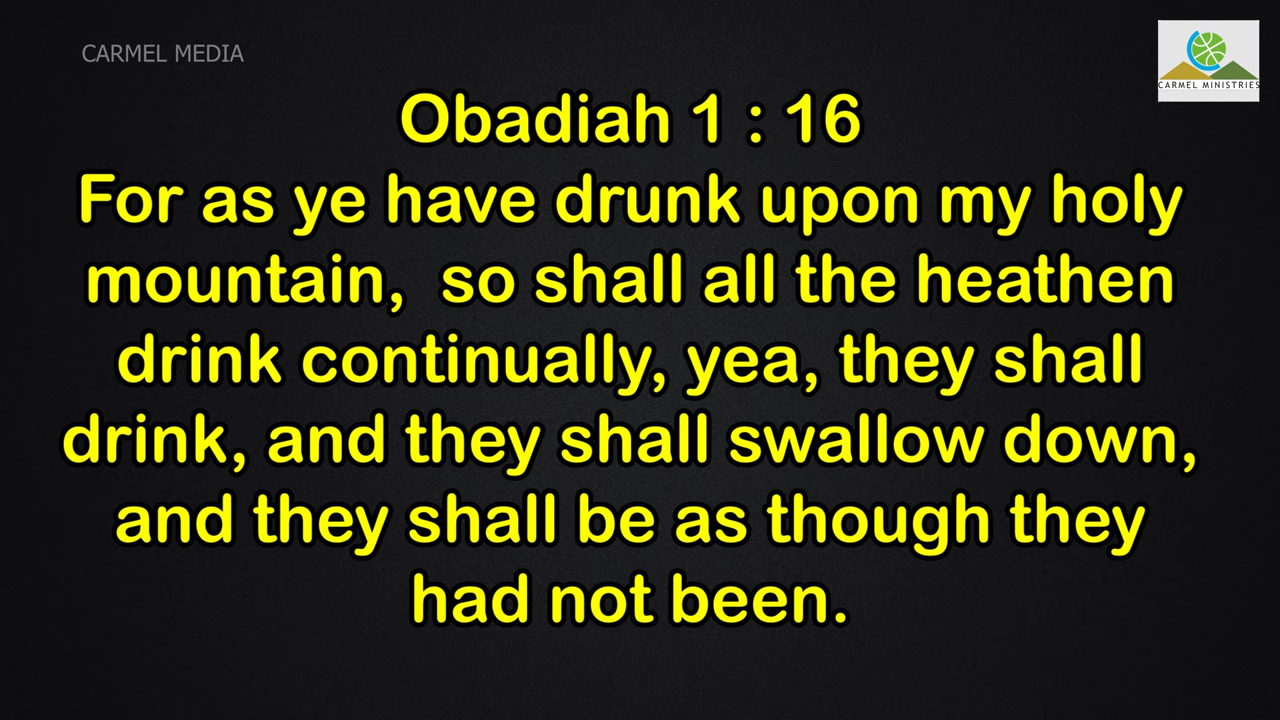 CARMEL MEDIA
CARMEL MINISTRIES
Obadiah 1 : 16
For as ye have drunk upon my holy
mountain,  so shall all the heathen
drink continually, yea, they shall
drink, and they shall swallow down,
and they shall be as though they
had not been.